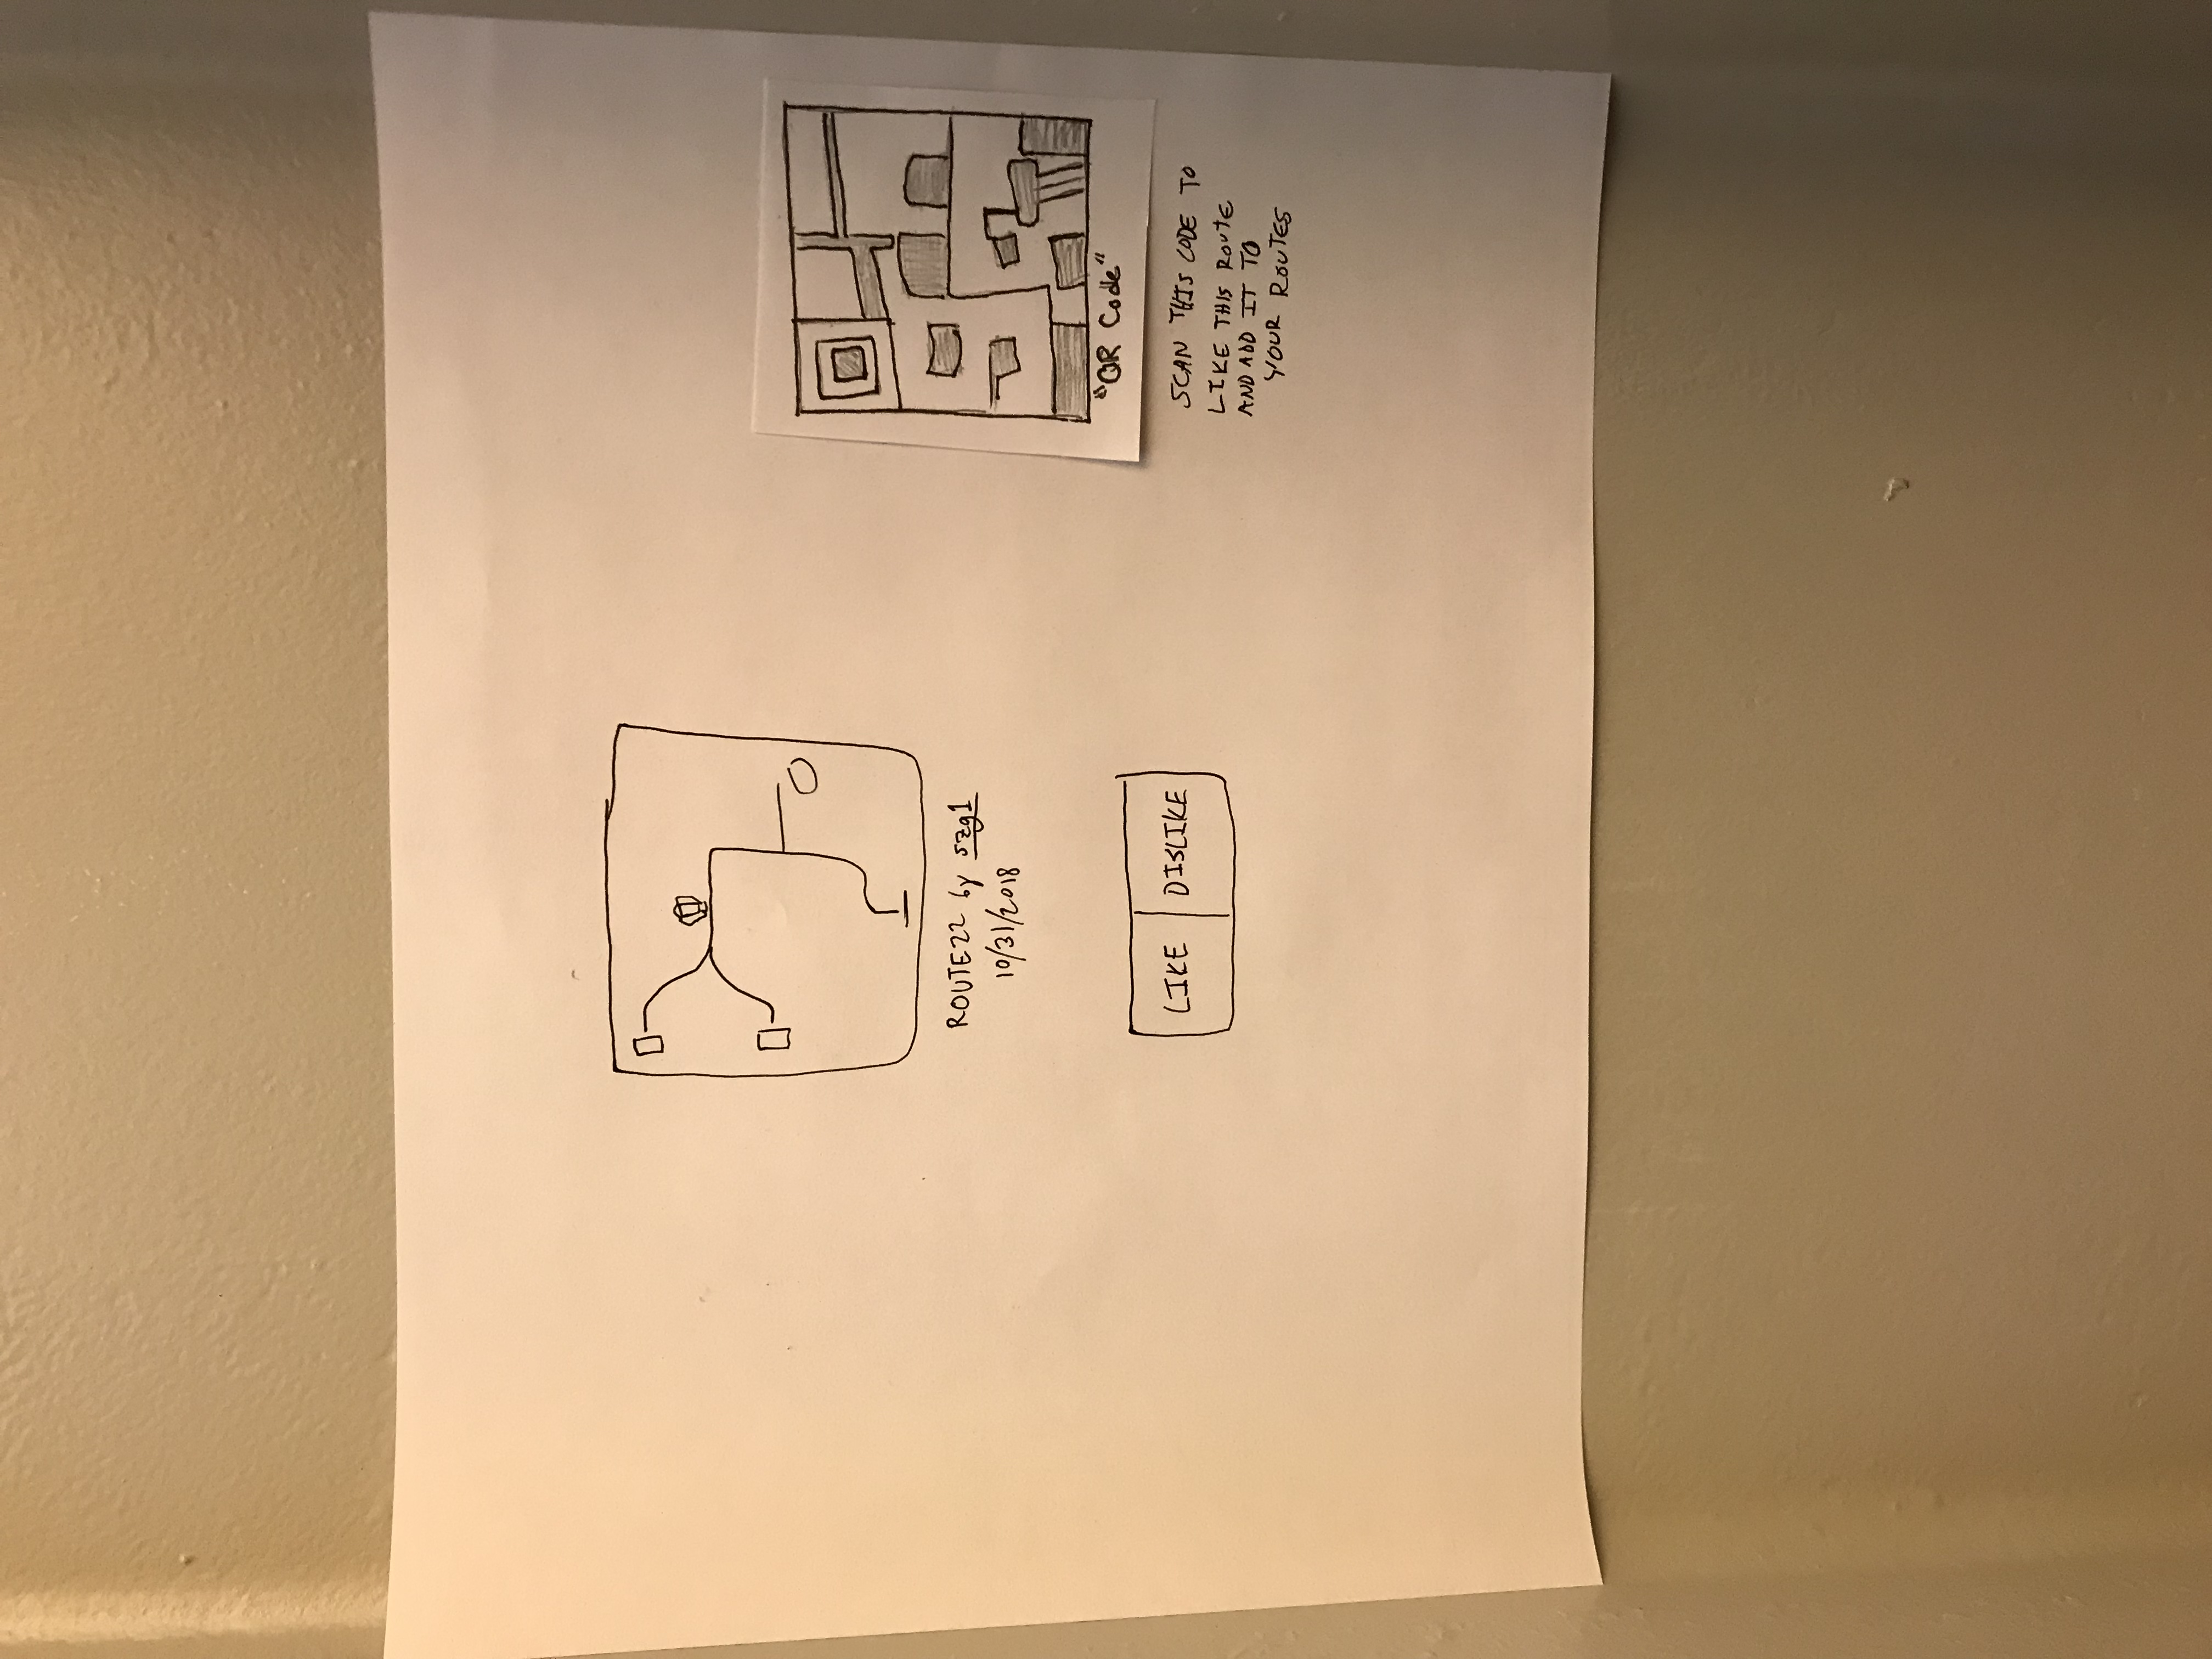 ROUTE22 by szg1
10/31/2018
LIKE DISLIKE
"QR Code"
SCAN THIS CODE TO
LIKE THIS ROUTE
AND ADD IT TO
YOUR ROUTES